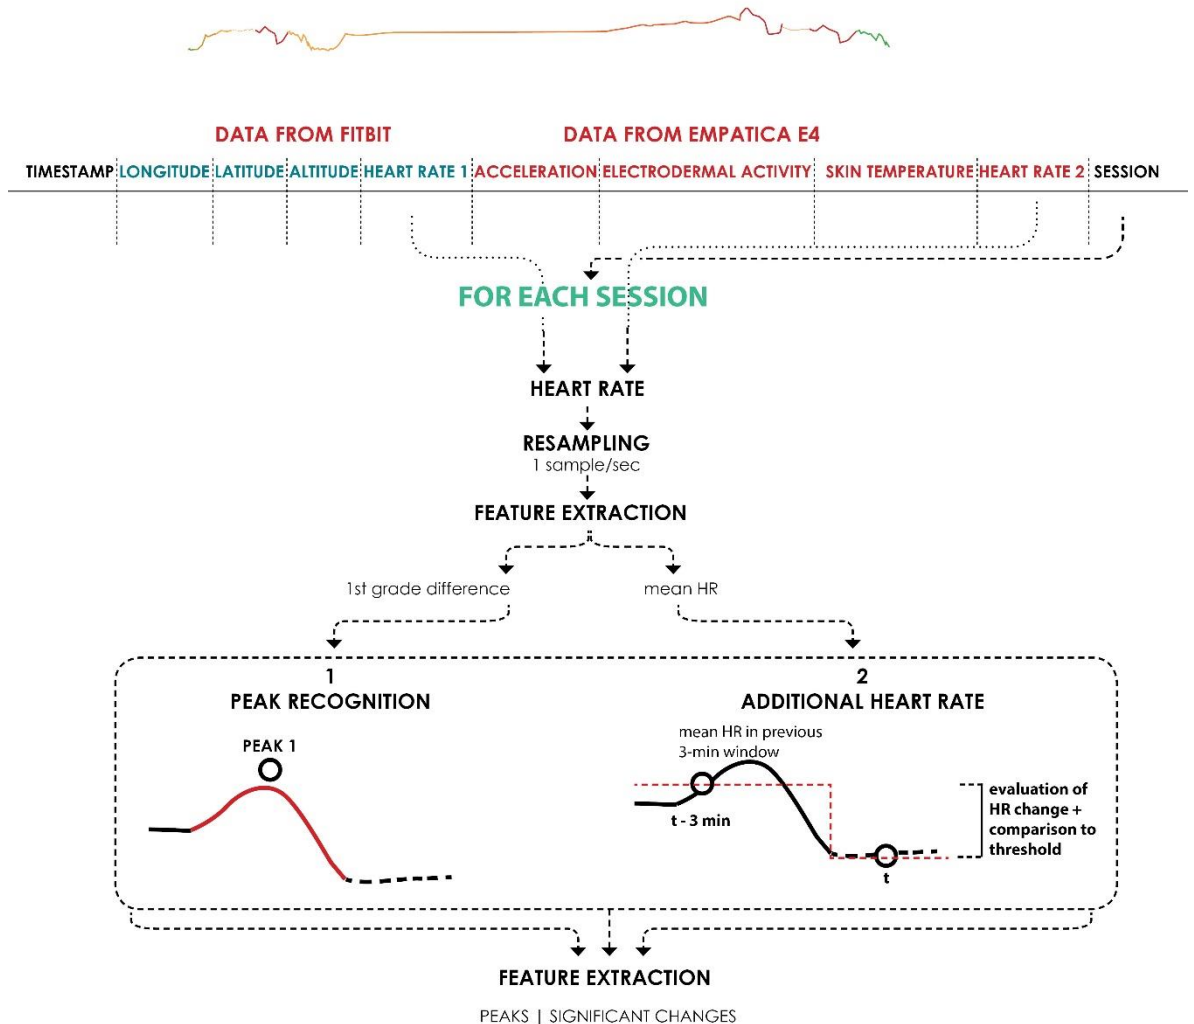 DATA FROM FITBIT DATA FROM EMPATICA E4
TIMESTAMP LONGITUDE LATITUDE ALTITUDE HEART RATE 1 ACCELERATION ELECTRODERMAL ACTIVITY SKIN TEMPERATURE HEART RATE 2 SESSION
FOR EACH SESSION
HEART RATE
RESAMPLING
1 sample/sec
FEATURE EXTRACTION
1st grade difference
mean HR
1
PEAK RECOGNITION
PEAK 1
2
ADDITIONAL HEART RATE
mean HR in previous
3-min window
t - 3 min
t
evaluation of
HR change +
comparison to
threshold
FEATURE EXTRACTION
PEAKS | SIGNIFICANT CHANGES